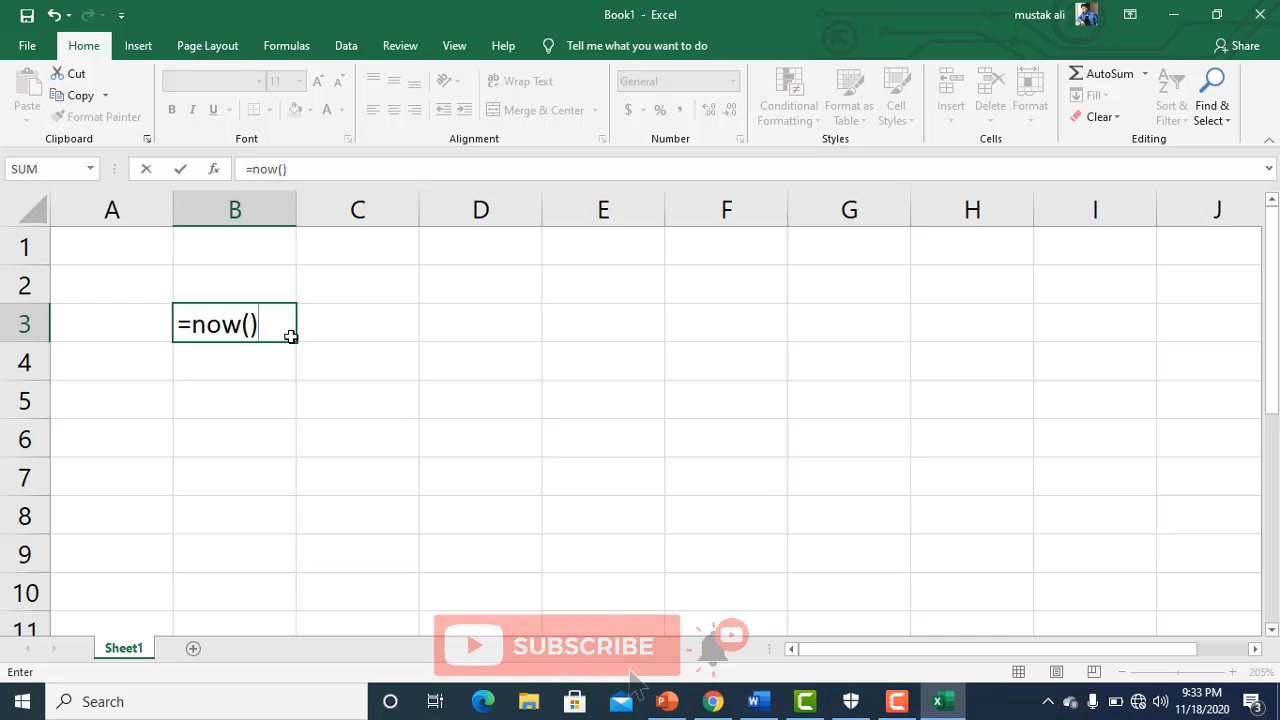 Book1 - Excel
mustak ali
File Home Insert Page Layout Formulas Data Review View Help Tell me what you want to do Share
Paste
Cut
Copy
Format Painter
Clipboard
11
B I U
Font
Wrap Text
Merge & Center
Alignment
General
$ % ,
Number
Conditional Formatting
Format as Table
Cell Styles
Styles
Insert
Delete
Format
Cells
AutoSum
Fill
Clear
Sort & Filter
Find & Select
Editing
SUM
fx
=now()
A B C D E F G H I J
1
2
3 =now()
4
5
6
7
8
9
10
11
SUBSCRIBE
Sheet1
Enter
205%
Search
9:33 PM
11/18/2020
3